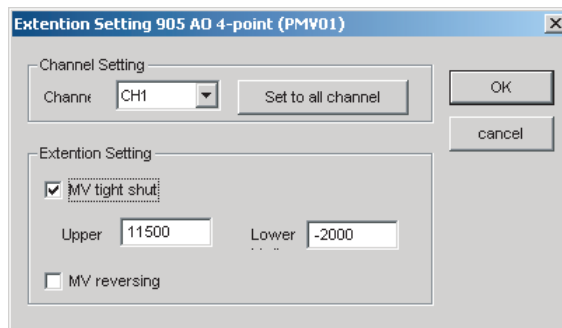 Extention Setting 905 AO 4-point (PMV01)
Channel Setting
Channe CH1 Set to all channel
OK
cancel
Extention Setting
MV tight shut
Upper 11500 Lower -2000
MV reversing